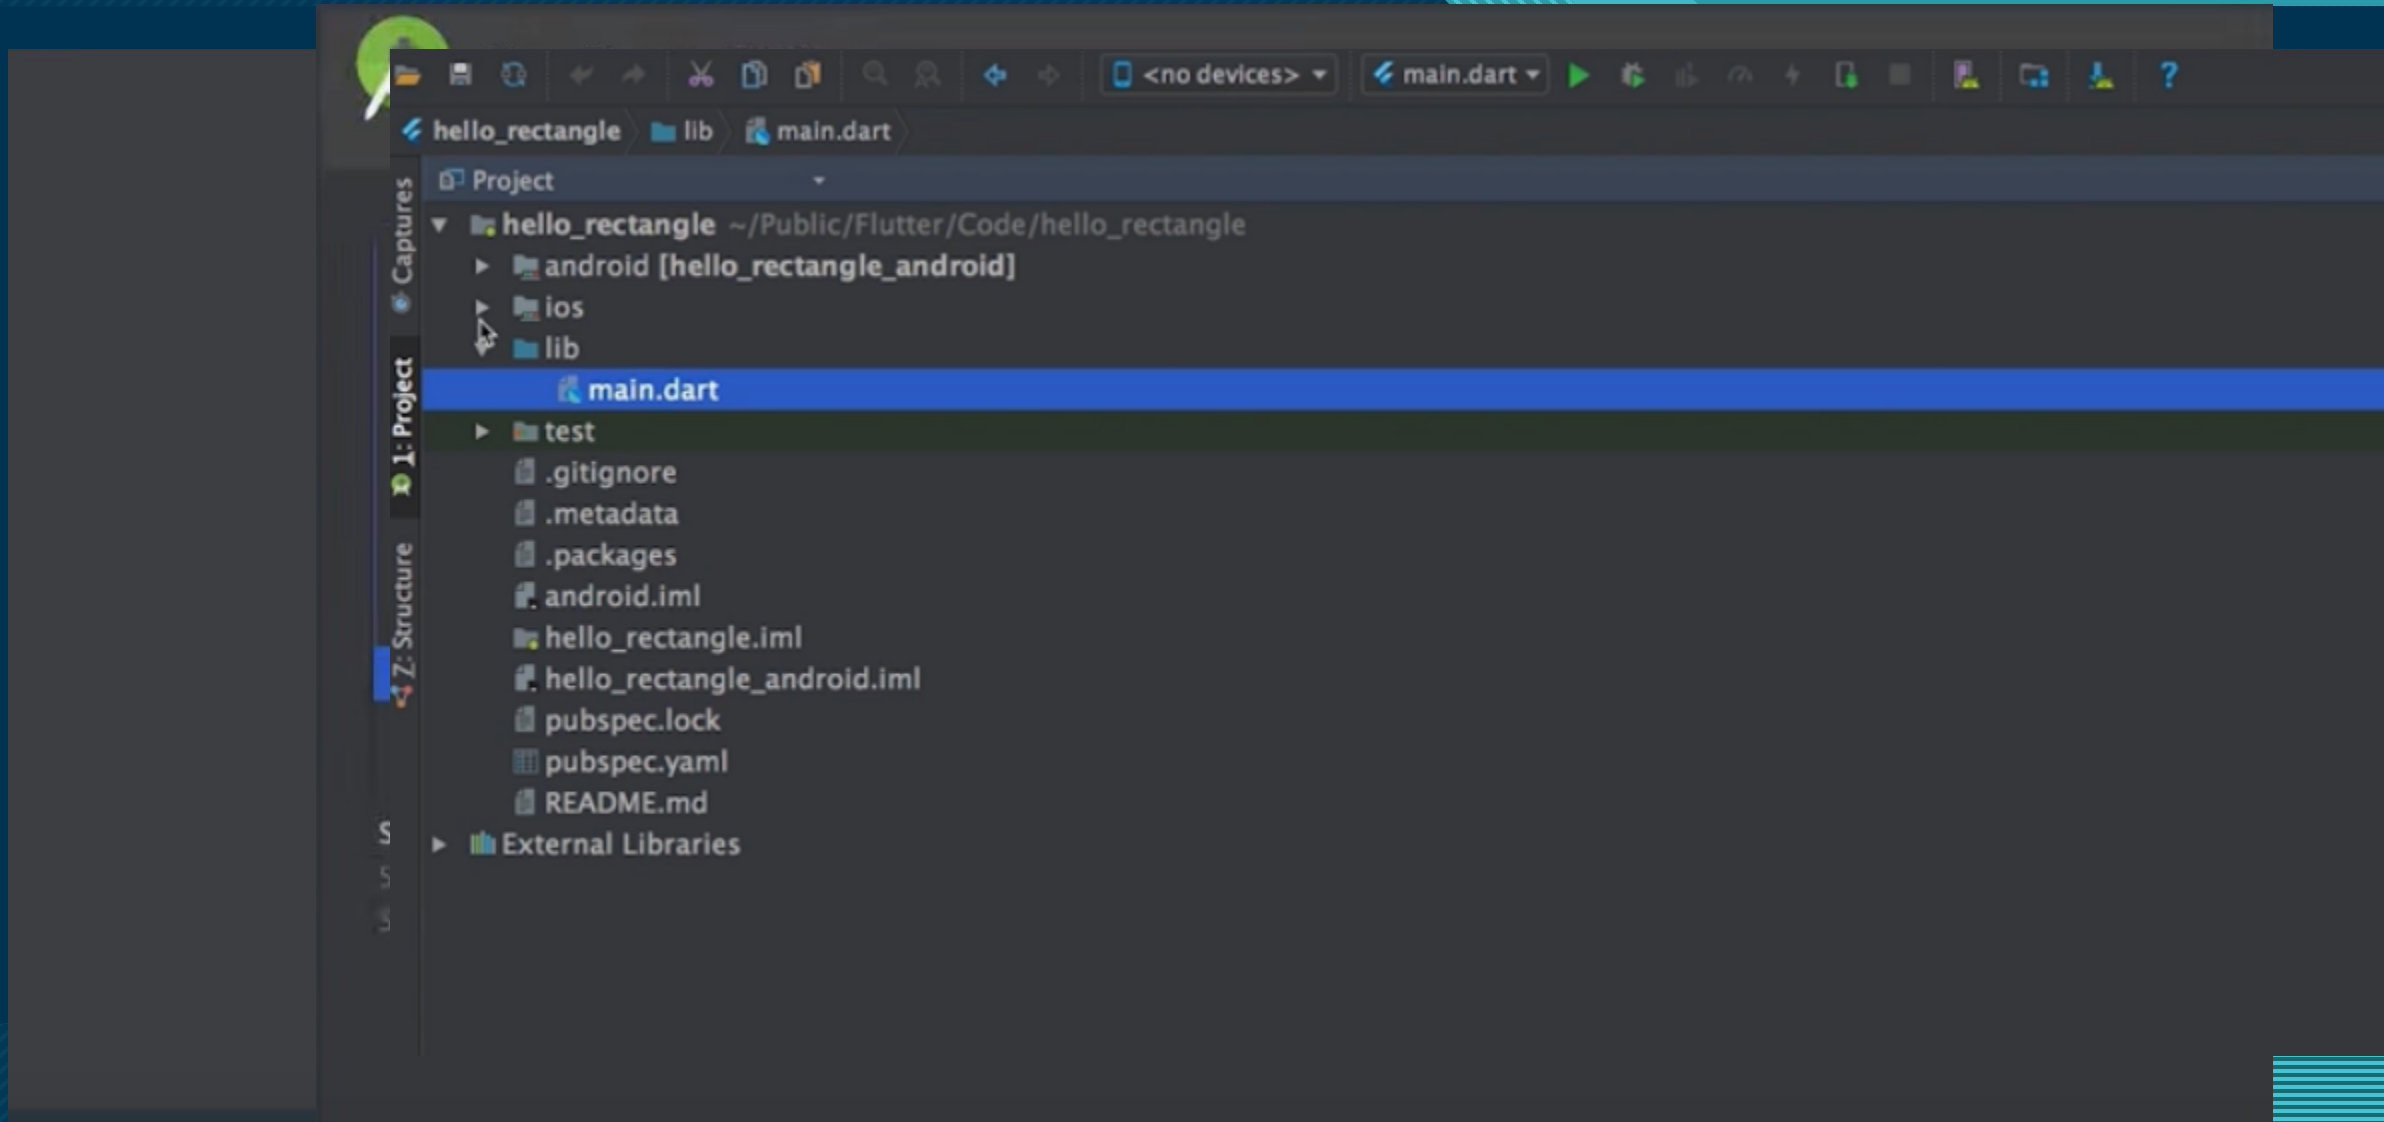 <no devices> main.dart ?
hello_rectangle lib main.dart
Captures
1: Project
Z: Structure
Project
hello_rectangle ~/Public/Flutter/Code/hello_rectangle
android [hello_rectangle_android]
ios
lib
main.dart
test
.gitignore
.metadata
.packages
android.iml
hello_rectangle.iml
hello_rectangle_android.iml
pubspec.lock
pubspec.yaml
README.md
External Libraries